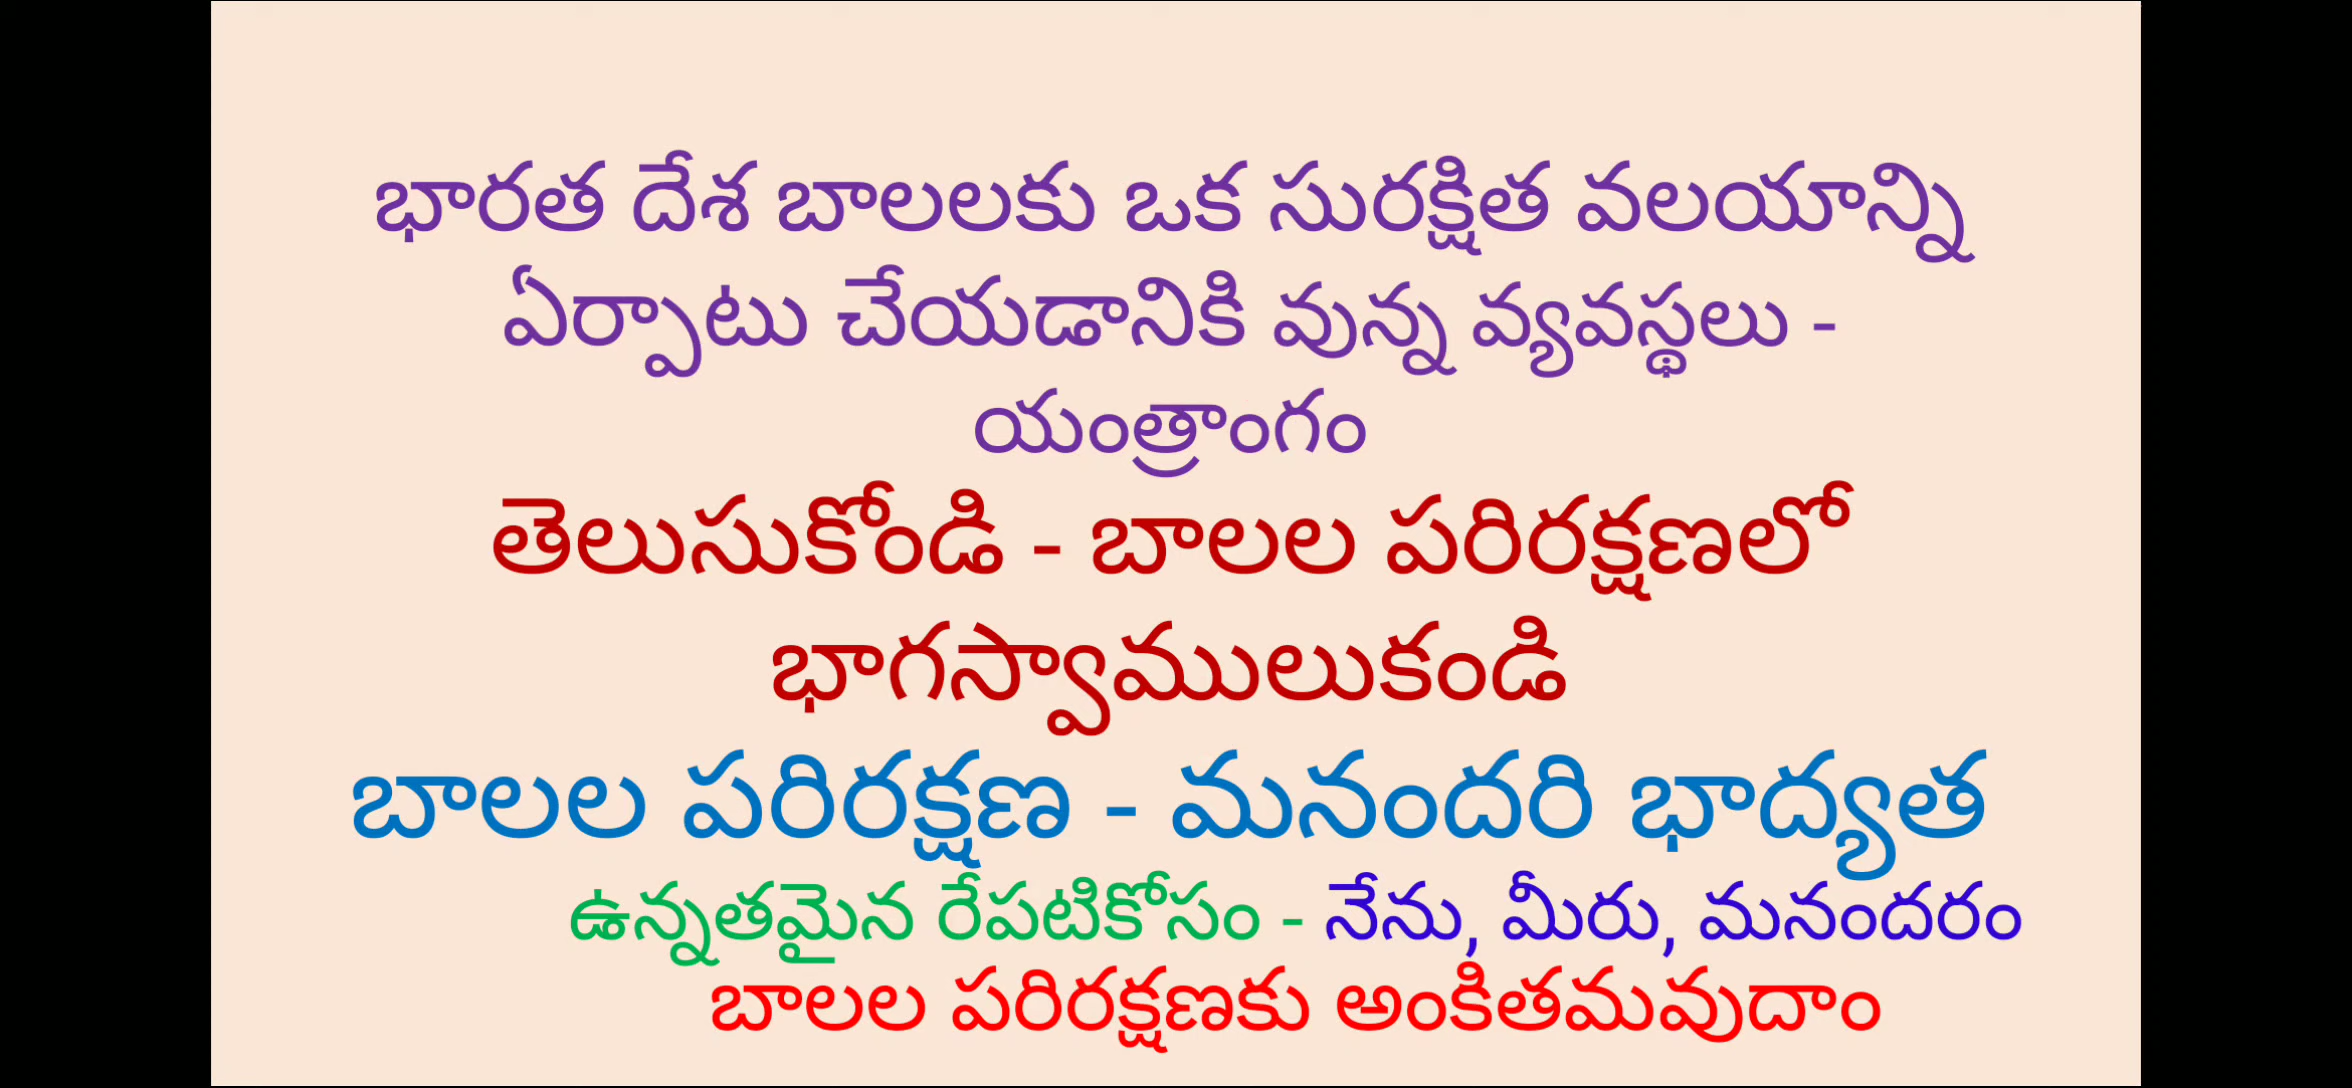 భారత దేశ బాలలకు ఒక సురక్షిత వలయాన్ని
ఏర్పాటు చేయడానికి వున్న వ్యవస్థలు -
యంత్రాంగం
తెలుసుకోండి - బాలల పరిరక్షణలో
భాగస్వాములుకండి
బాలల పరిరక్షణ - మనందరి భాద్యత
ఉన్నతమైన రేపటికోసం - నేను, మీరు, మనందరం
బాలల పరిరక్షణకు అంకితమవుదాం